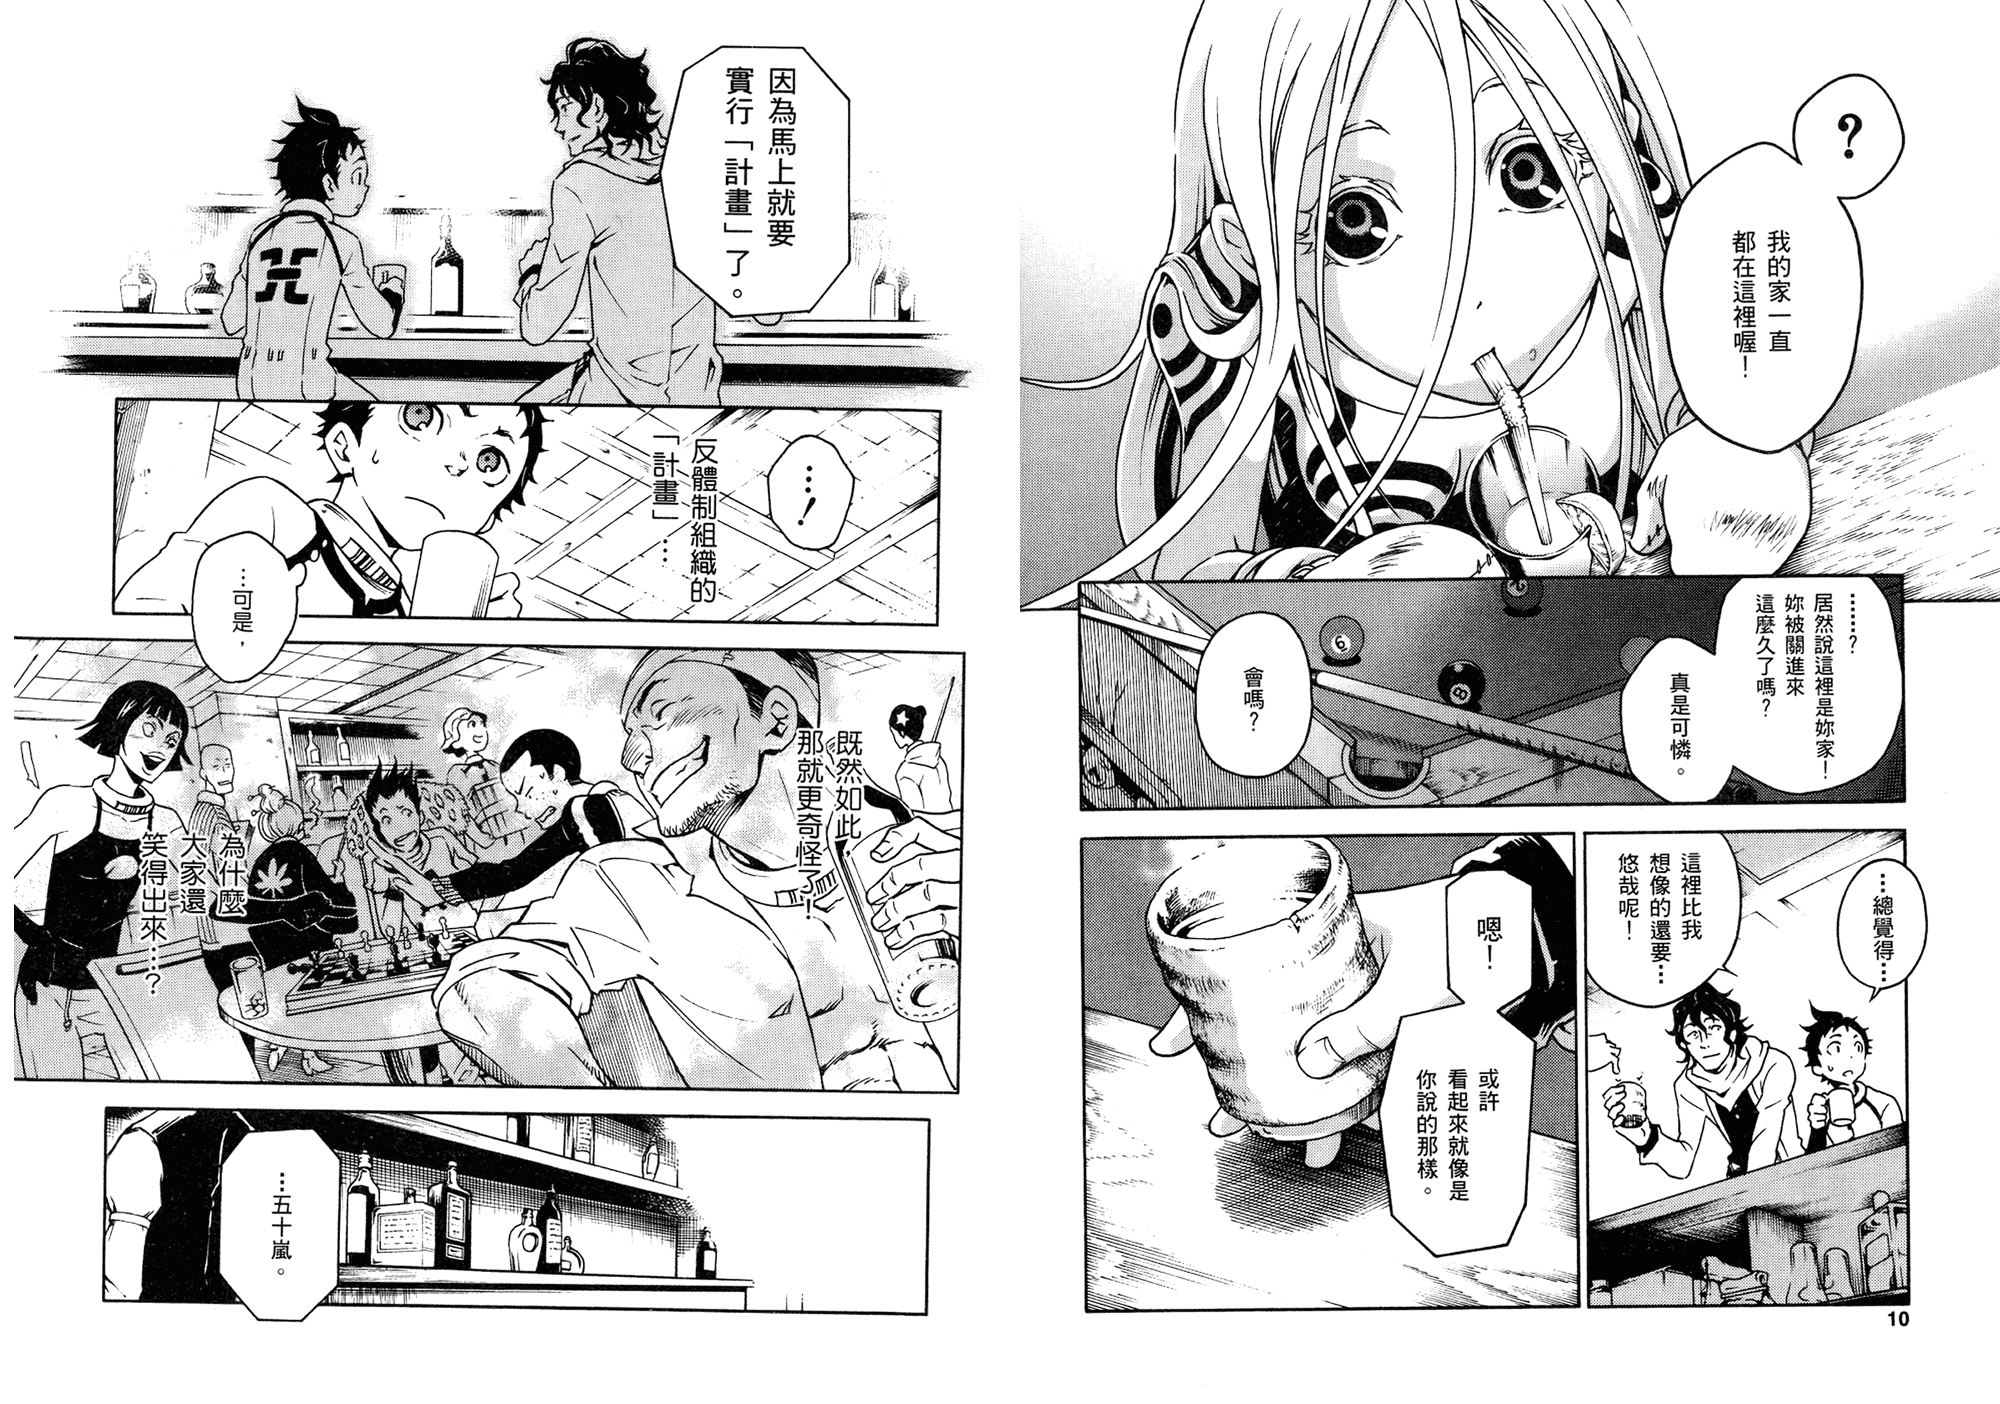 ？
我的家一直
都在這裡喔！
……？
居然說這裡是妳家！
妳被關進來
這麼久了嗎？
真是可憐。
會嗎？
…總覺得…
這裡比我
想像的還要…
悠哉呢！
嗯！
或許
看起來就像是
你說的那樣。
10
因為馬上就要
實行「計畫」了。
…！
反體制組織的
「計畫」…
…可是，
既然如此，
那就更奇怪了！
為什麼
大家還
笑得出來…？
…五十嵐。